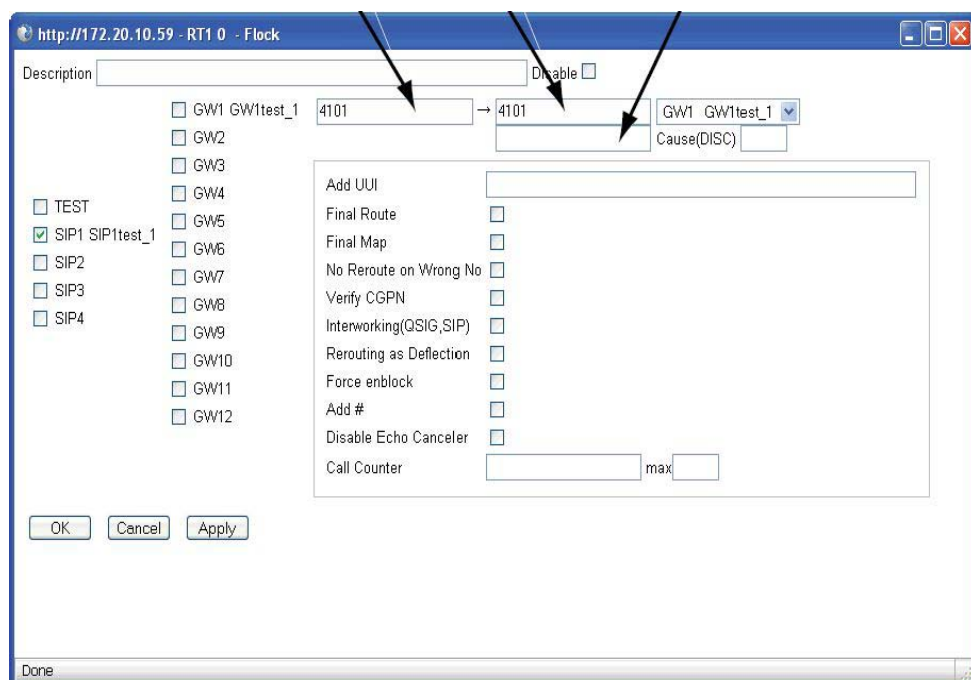 http://172.20.10.59 - RT1 0 - Flock
Description Disable
GW1 GW1test_1 4101 → 4101 GW1 GW1test_1
GW2 Cause(DISC)
GW3
GW4
GW5
GW6
GW7
GW8
GW9
GW10
GW11
GW12
TEST
SIP1 SIP1test_1
SIP2
SIP3
SIP4
Add UUI
Final Route
Final Map
No Reroute on Wrong No
Verify CGPN
Interworking(QSIG,SIP)
Rerouting as Deflection
Force enblock
Add #
Disable Echo Canceler
Call Counter max
OK Cancel Apply
Done